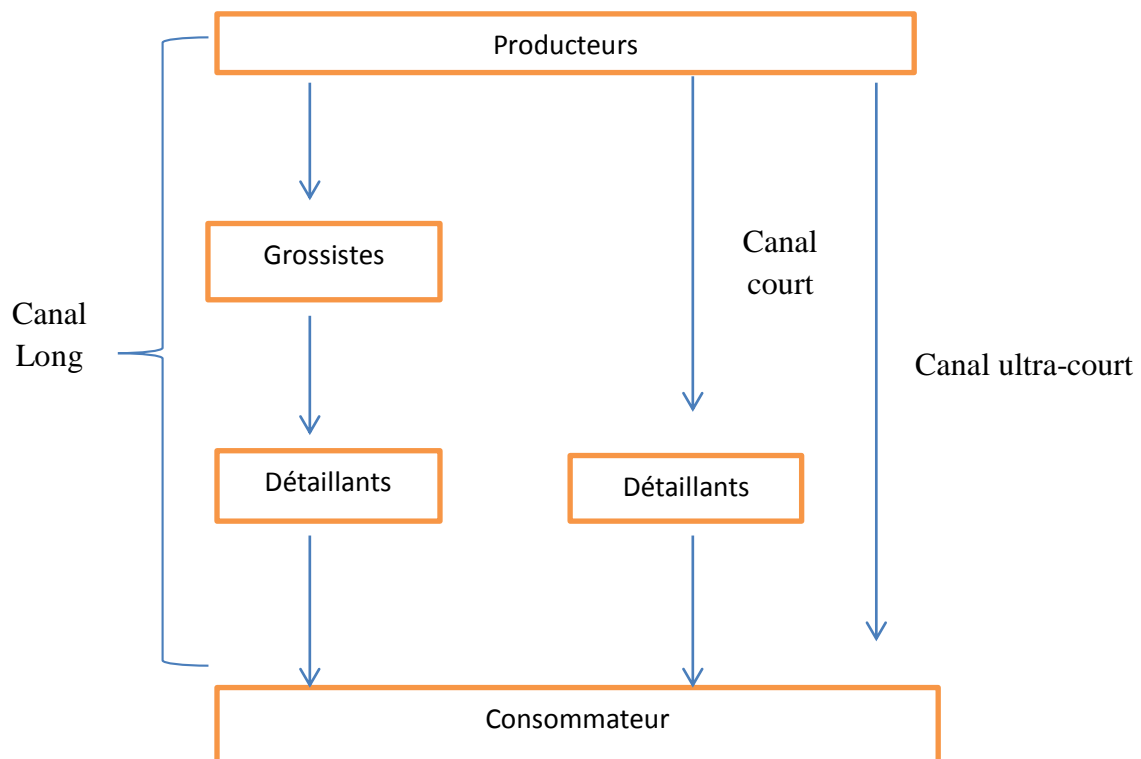 Producteurs
Grossistes
Canal
court
Canal
Long
Canal ultra-court
Détaillants
Détaillants
Consommateur